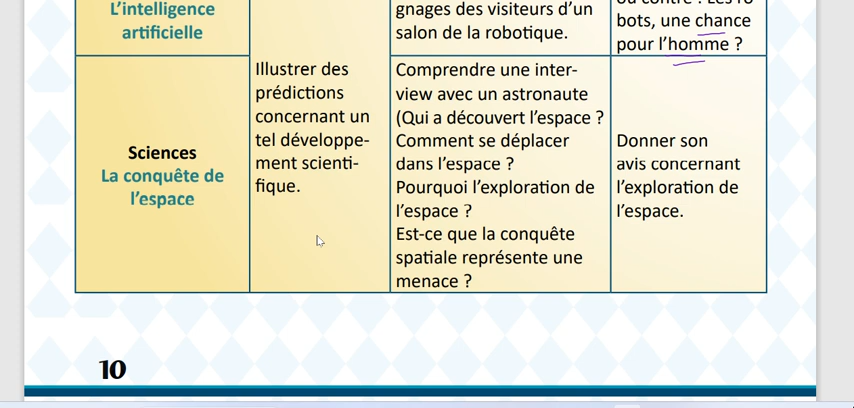 L’intelligence
artificielle
gnages des visiteurs d’un
salon de la robotique.
bots, une chance
pour l’homme ?
Sciences
La conquête de
l’espace
Illustrer des
prédictions
concernant un
tel développe-
ment scienti-
fique.
Comprendre une inter-
view avec un astronaute
(Qui a découvert l’espace ?
Comment se déplacer
dans l’espace ?
Pourquoi l’exploration de
l’espace ?
Est-ce que la conquête
spatiale représente une
menace ?
Donner son
avis concernant
l’exploration de
l’espace.
10